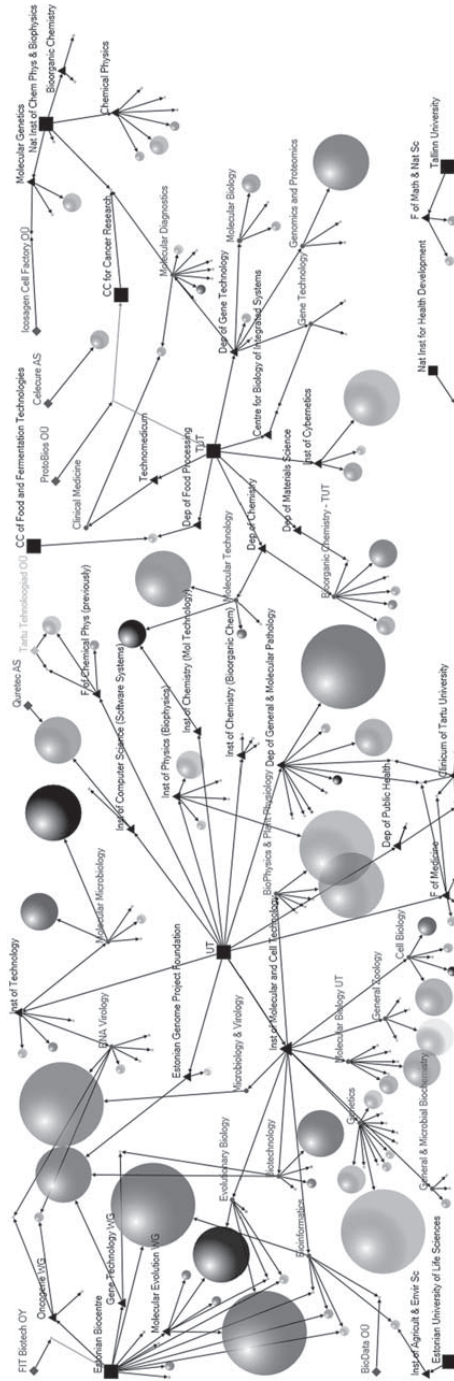 FIT Biotech OY
Oncogene WG
Gene Technology WG
Estonian Biocentre
Molecular Evolution WG
BioData OÜ
Inst of Agricult & Envir Sc
Estonian University of Life Sciences
Inst of Technology
DNA Virology
Molecular Microbiology
Estonian Genome Project Foundation
Microbiology & Virology
Evolutionary Biology
Biotechnology
Bioinformatics
UT
Inst of Molecular and Cell Technology
Molecular Biology UT
General Zoology
Genetics
General & Microbial Biochemistry
Cell Biology
F of Medicine
Dep of Public Health
Clinicum of Tartu University
BioPhysics & Plant Physiology
Dep of General & Molecular Pathology
Quretec AS
Tartu Tehnoloogiad OÜ
F of Chemical Phys (previously)
Inst of Computer Science (Software Systems)
Inst of Physics (Biophysics)
Inst of Chemistry (Mol Technology)
Inst of Chemistry (Bioorganic Chem)
Molecular Technology
Dep of Chemistry
Dep of Materials Science
Bioorganic Chemistry - TUT
CC of Food and Fermentation Technologies
Dep of Food Processing
TUT
Technomedicum
Clinical Medicine
ProtoBios OÜ
Celecure AS
Icosagen Cell Factory OÜ
Centre for Biology of Integrated Systems
Inst of Cybernetics
Dep of Gene Technology
Gene Technology
Genomics and Proteomics
Molecular Biology
Molecular Diagnostics
CC for Cancer Research
Molecular Genetics
Nat Inst of Chem Phys & Biophysics
Bioorganic Chemistry
Chemical Physics
Nat Inst for Health Development
F of Math & Nat Sc
Tallinn University